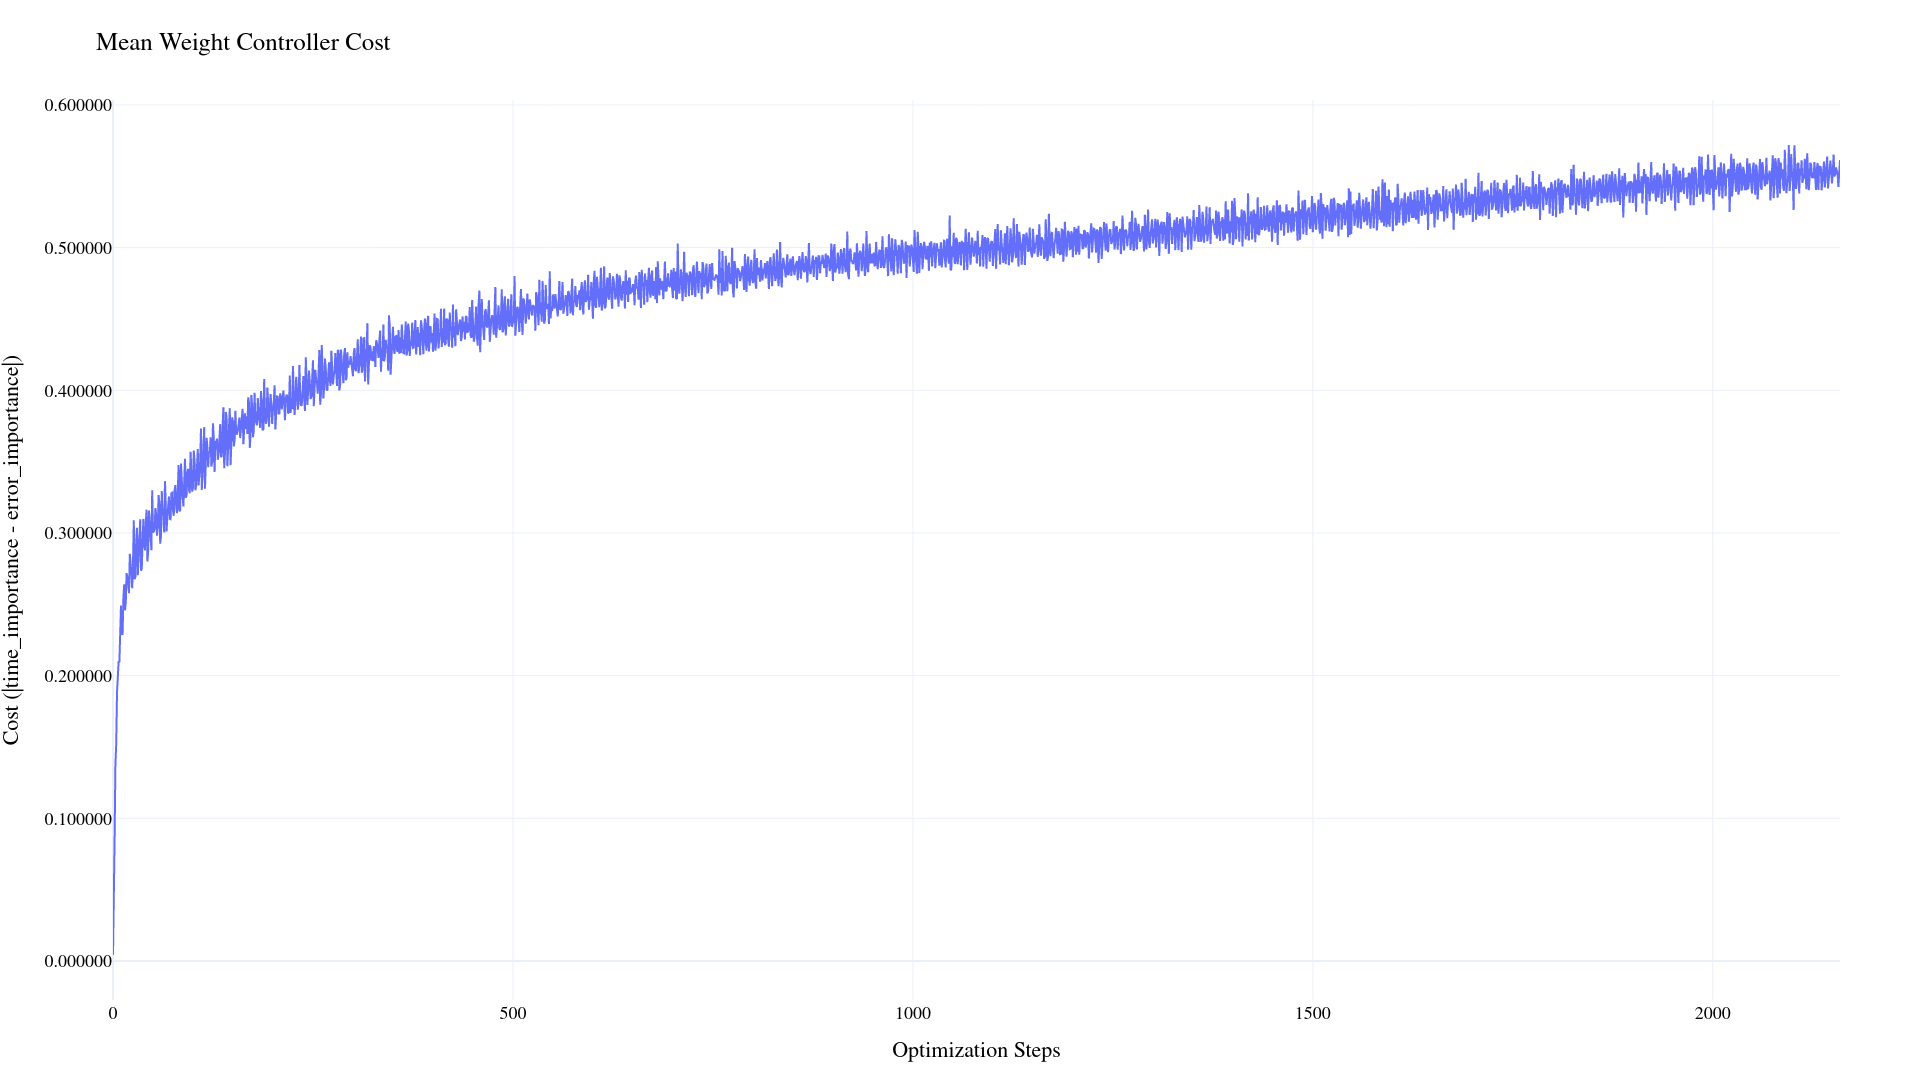 Mean Weight Controller Cost
0.600000
0.500000
0.400000
0.300000
0.200000
0.100000
0.000000
Cost (|time_importance - error_importance|)
0 500 1000 1500 2000
Optimization Steps